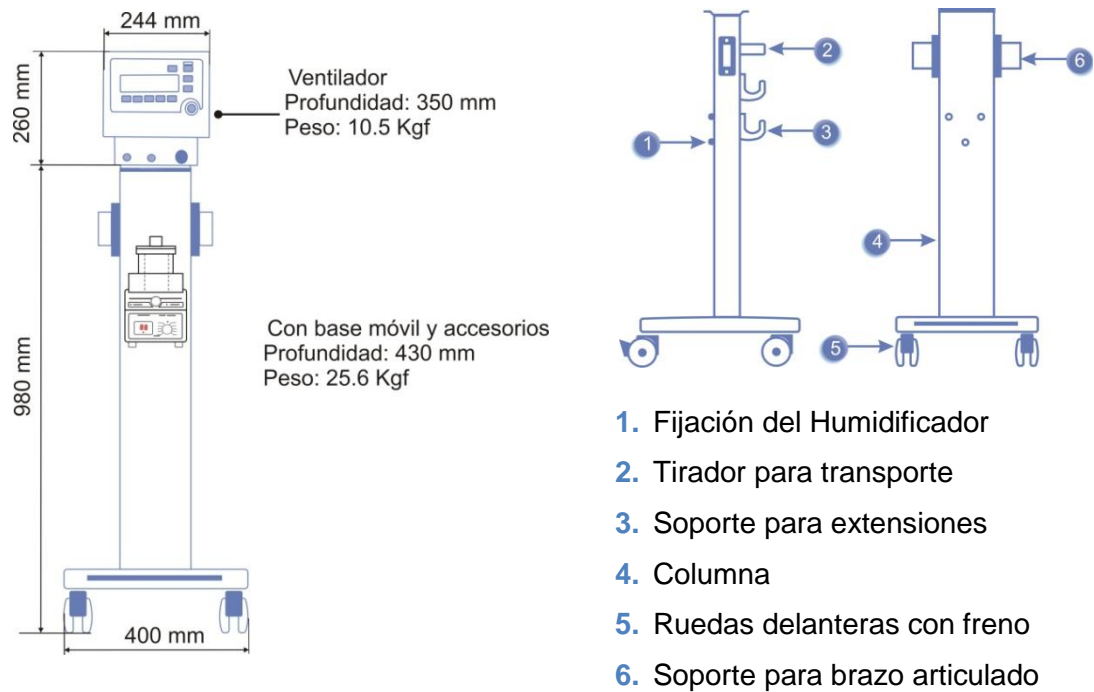 244 mm
260 mm
Ventilador
Profundidad: 350 mm
Peso: 10.5 Kgf
980 mm
Con base móvil y accesorios
Profundidad: 430 mm
Peso: 25.6 Kgf
400 mm
2
6
1
3
4
5
1. Fijación del Humidificador
2. Tirador para transporte
3. Soporte para extensiones
4. Columna
5. Ruedas delanteras con freno
6. Soporte para brazo articulado